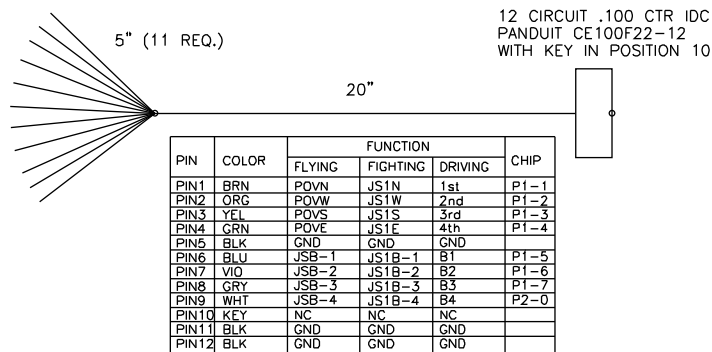 12 CIRCUIT .100 CTR IDC
PANDUIT CE100F22-12
WITH KEY IN POSITION 10
5" (11 REQ.)
20"
PIN COLOR FUNCTION CHIP
FLYING FIGHTING DRIVING
PIN1 BRN POVN JS1N 1st P1-1
PIN2 ORG POVW JS1W 2nd P1-2
PIN3 YEL POVS JS1S 3rd P1-3
PIN4 GRN POVE JS1E 4th P1-4
PIN5 BLK GND GND GND
PIN6 BLU JSB-1 JS1B-1 B1 P1-5
PIN7 VIO JSB-2 JS1B-2 B2 P1-6
PIN8 GRY JSB-3 JS1B-3 B3 P1-7
PIN9 WHT JSB-4 JS1B-4 B4 P2-0
PIN10 KEY NC NC NC
PIN11 BLK GND GND GND
PIN12 BLK GND GND GND